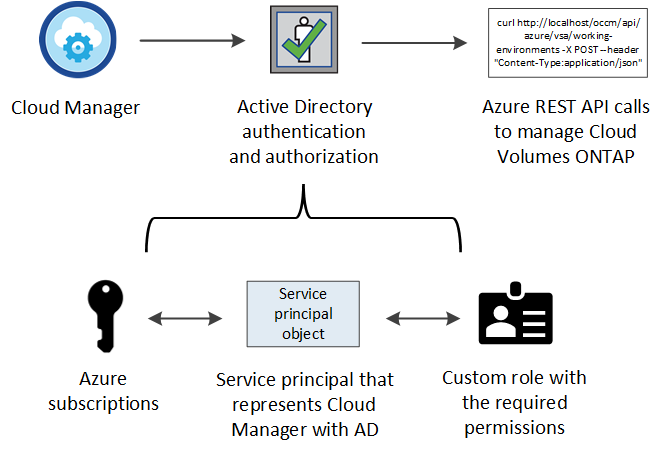 curl http://localhost/occm/api/
azure/vsa/working-
environments -X POST --header
"Content-Type:application/json"
Cloud Manager
Active Directory
authentication
and authorization
Azure REST API calls
to manage Cloud
Volumes ONTAP
Service
principal
object
Azure
subscriptions
Service principal that
represents Cloud
Manager with AD
Custom role with
the required
permissions